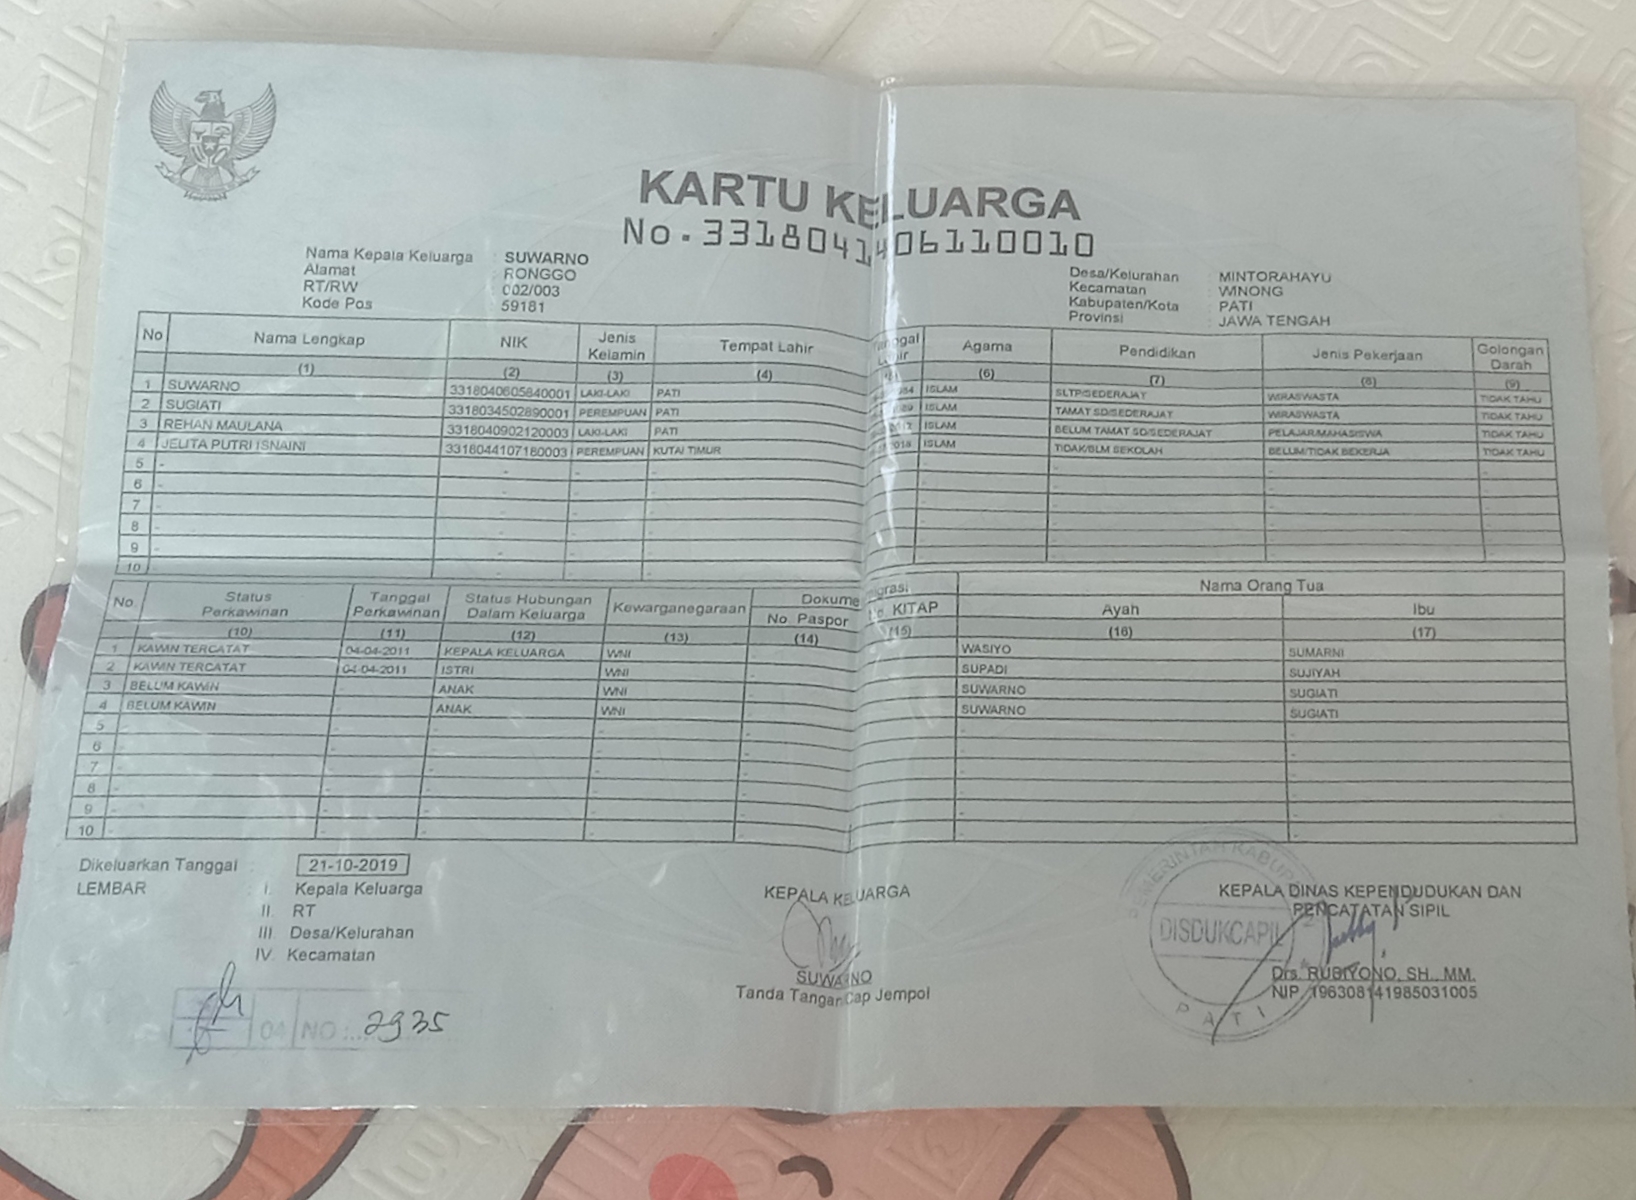 KARTU KELUARGA
No. 3318041406110010
Nama Kepala Keluarga : SUWARNO
Alamat : RONGGO
RT/RW : 002/003
Kode Pos : 59181
Desa/Kelurahan : MINTORAHAYU
Kecamatan : WINONG
Kabupaten/Kota : PATI
Provinsi : JAWA TENGAH
No Nama Lengkap NIK Jenis Kelamin Tempat Lahir Agama Pendidikan Jenis Pekerjaan Golongan Darah
(1) (2) (3) (4) (6) (7) (8) (9)
1 SUWARNO 3318040605840001 LAKI-LAKI PATI ISLAM SLTP/SEDERAJAT WIRASWASTA TIDAK TAHU
2 SUGIATI 3318034502890001 PEREMPUAN PATI ISLAM TAMAT SD/SEDERAJAT WIRASWASTA TIDAK TAHU
3 REHAN MAULANA 3318040902120003 LAKI-LAKI PATI ISLAM BELUM TAMAT SD/SEDERAJAT PELAJAR/MAHASISWA TIDAK TAHU
4 JELITA PUTRI ISNAINI 3318044107180003 PEREMPUAN KUTAI TIMUR ISLAM TIDAK/BLM SEKOLAH BELUM/TIDAK BEKERJA TIDAK TAHU
5 -
6 -
7 -
8 -
9 -
10 -
No. Status Perkawinan Tanggal Perkawinan Status Hubungan Dalam Keluarga Kewarganegaraan No. Paspor No. KITAP Nama Orang Tua Ayah Ibu
(10) (11) (12) (13) (14) (15) (16) (17)
1 KAWIN TERCATAT 04-04-2011 KEPALA KELUARGA WNI - WASIYO SUMARNI
2 KAWIN TERCATAT 04-04-2011 ISTRI WNI - SUPADI SUJIYAH
3 BELUM KAWIN - ANAK WNI - SUWARNO SUGIATI
4 BELUM KAWIN - ANAK WNI - SUWARNO SUGIATI
5 -
6 -
7 -
8 -
9 -
10 -
Dikeluarkan Tanggal : 21-10-2019
LEMBAR : I. Kepala Keluarga
II. RT
III. Desa/Kelurahan
IV. Kecamatan
04 NO : 2935
KEPALA KELUARGA
SUWARNO
Tanda Tangan/Cap Jempol
KEPALA DINAS KEPENDUDUKAN DAN
PENCATATAN SIPIL
Drs. RUBIYONO, SH., MM.
NIP. 196308141985031005
DISDUKCAPIL
PATI